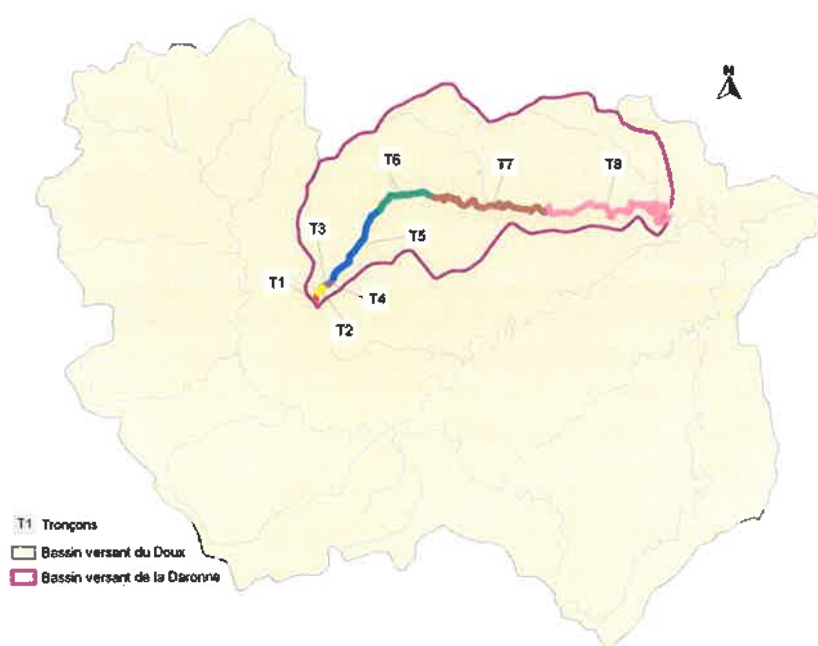 N
T6
T7
T8
T3
T5
T1
T4
T2
T1 Tronçons
Bassin versant du Doux
Bassin versant de la Daronne